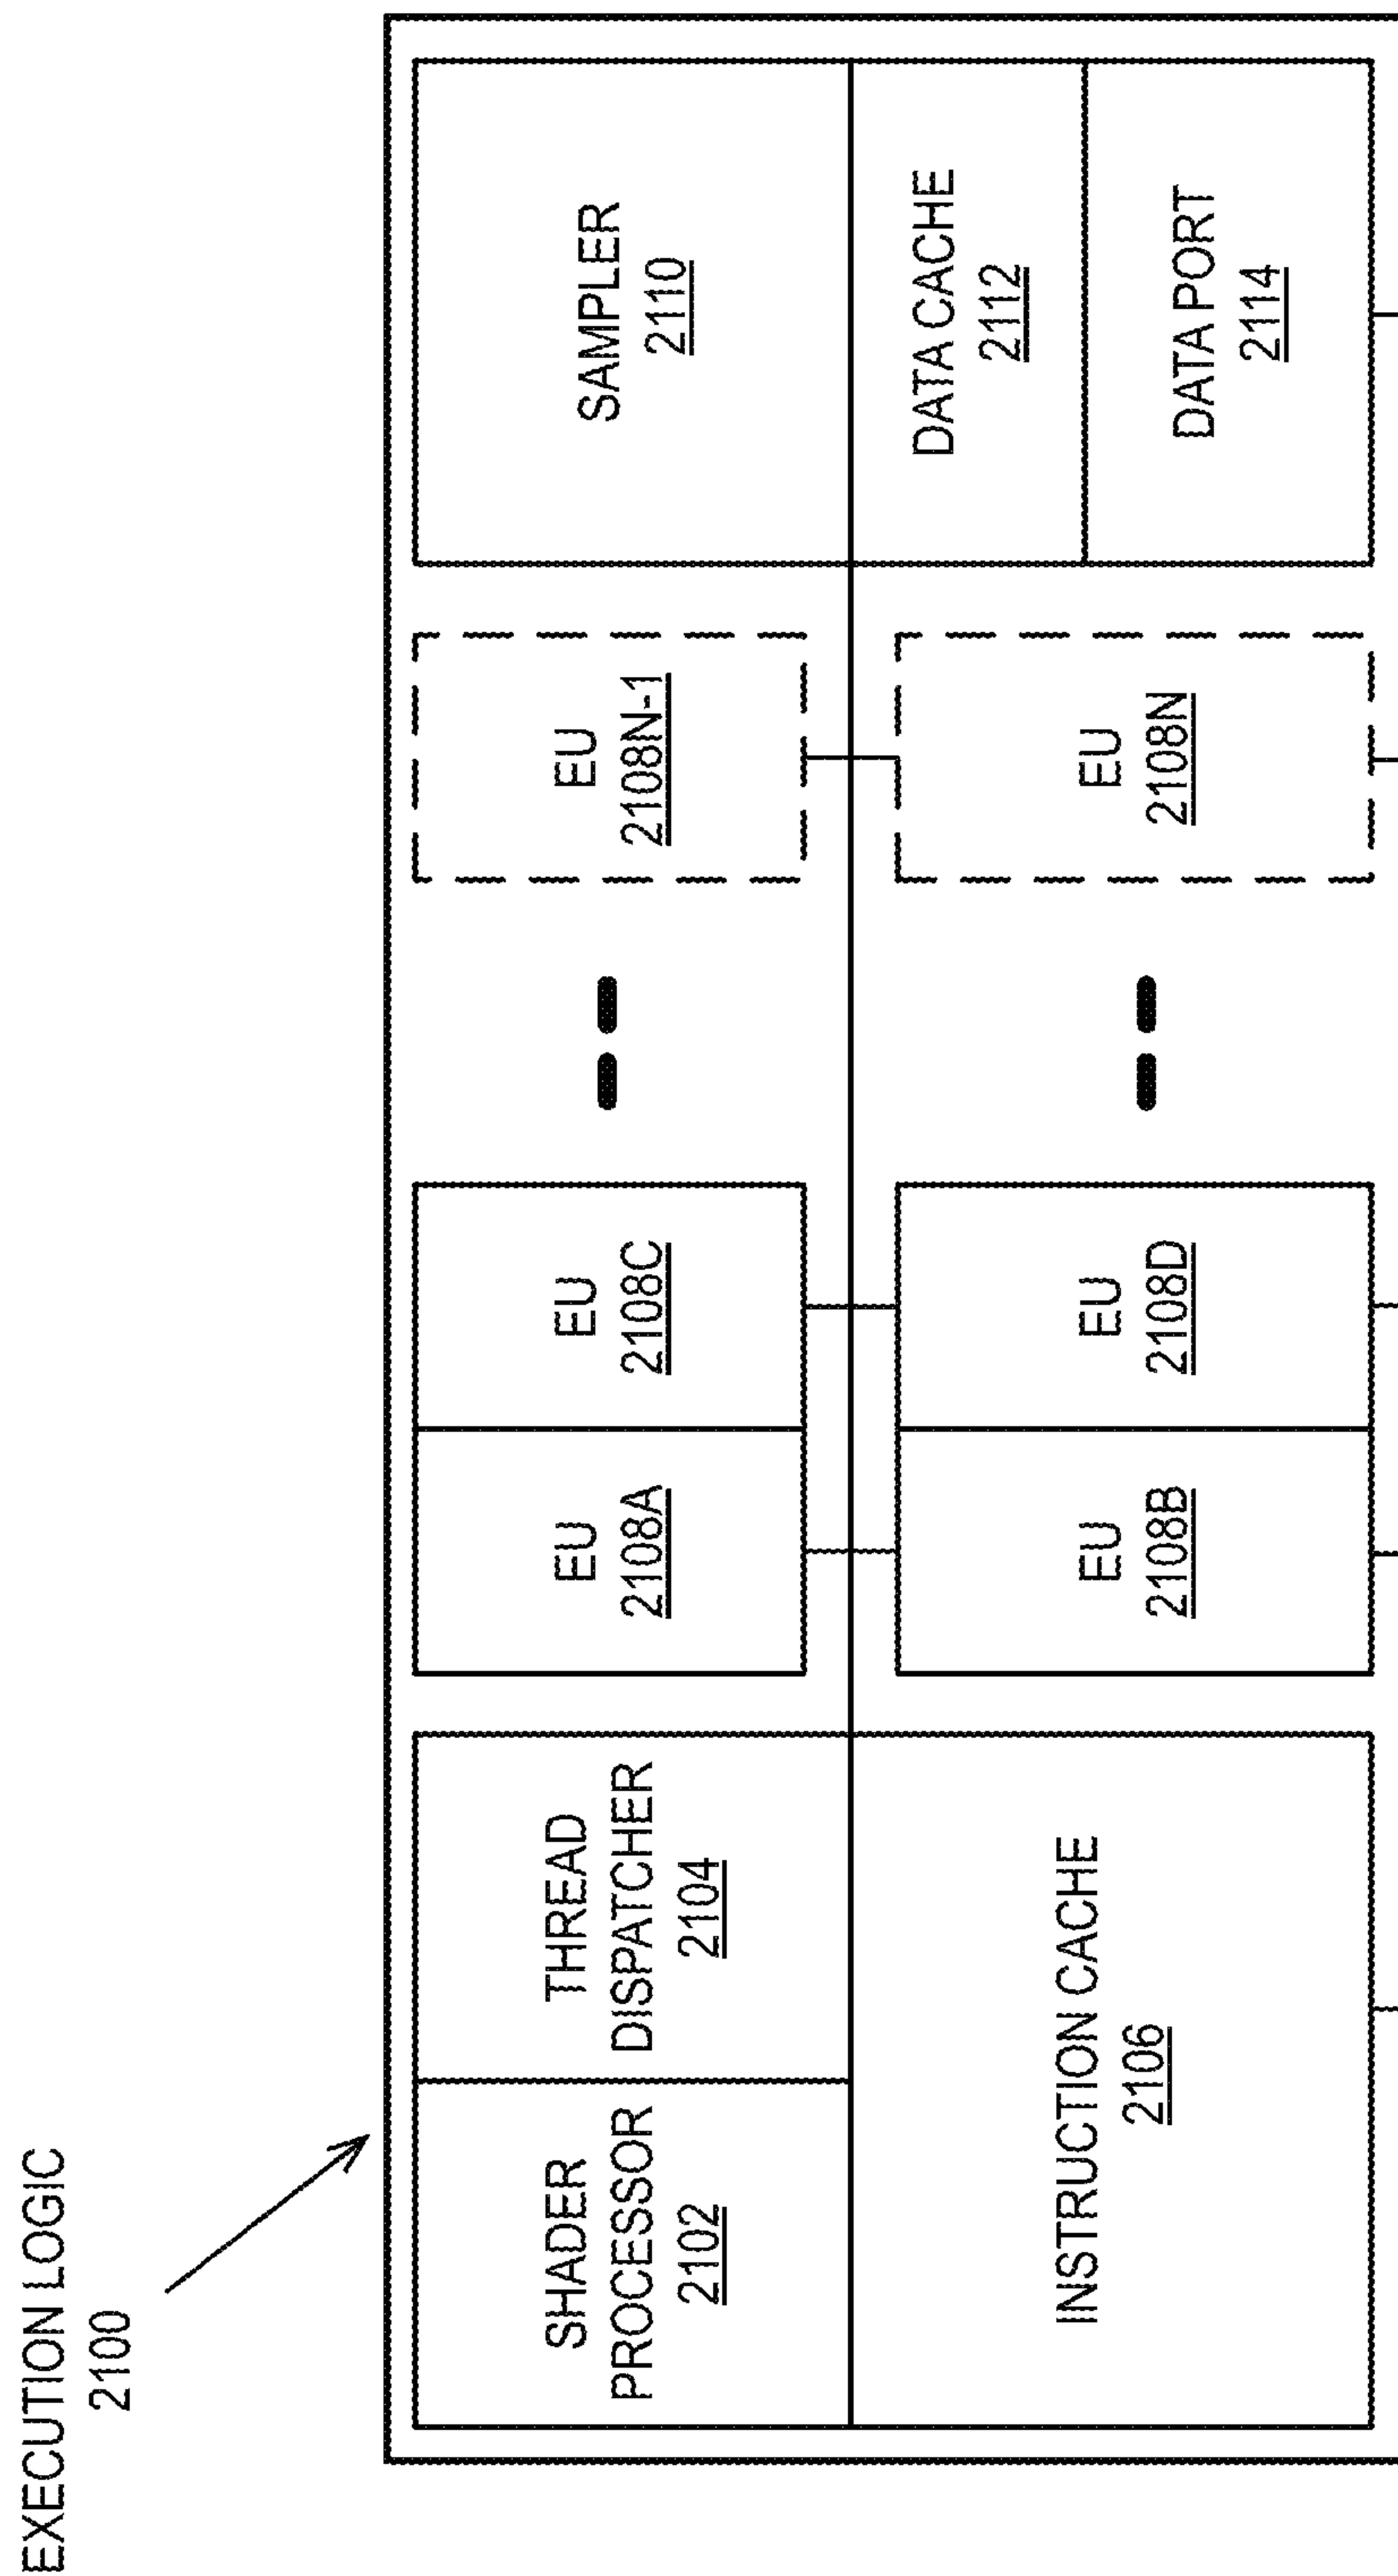 EXECUTION LOGIC
2100
SHADER
PROCESSOR
2102
THREAD
DISPATCHER
2104
INSTRUCTION CACHE
2106
EU
2108A
EU
2108C
EU
2108B
EU
2108D
EU
2108N-1
EU
2108N
SAMPLER
2110
DATA CACHE
2112
DATA PORT
2114